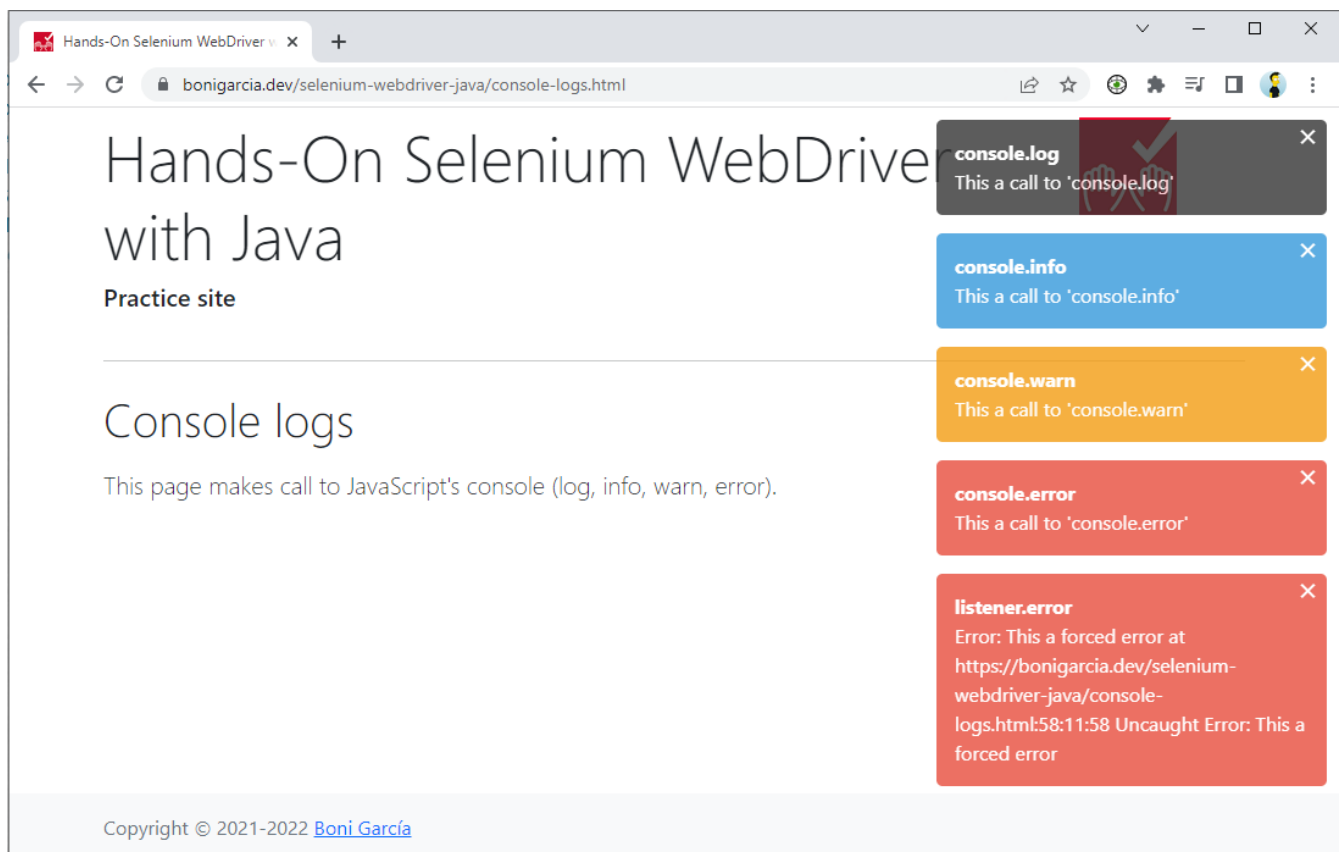 Hands-On Selenium WebDriver w
bonigarcia.dev/selenium-webdriver-java/console-logs.html
Hands-On Selenium WebDriver
with Java
Practice site
Console logs
This page makes call to JavaScript's console (log, info, warn, error).
console.log
This a call to 'console.log'
console.info
This a call to 'console.info'
console.warn
This a call to 'console.warn'
console.error
This a call to 'console.error'
listener.error
Error: This a forced error at
https://bonigarcia.dev/selenium-
webdriver-java/console-
logs.html:58:11:58 Uncaught Error: This a
forced error
Copyright © 2021-2022 Boni García